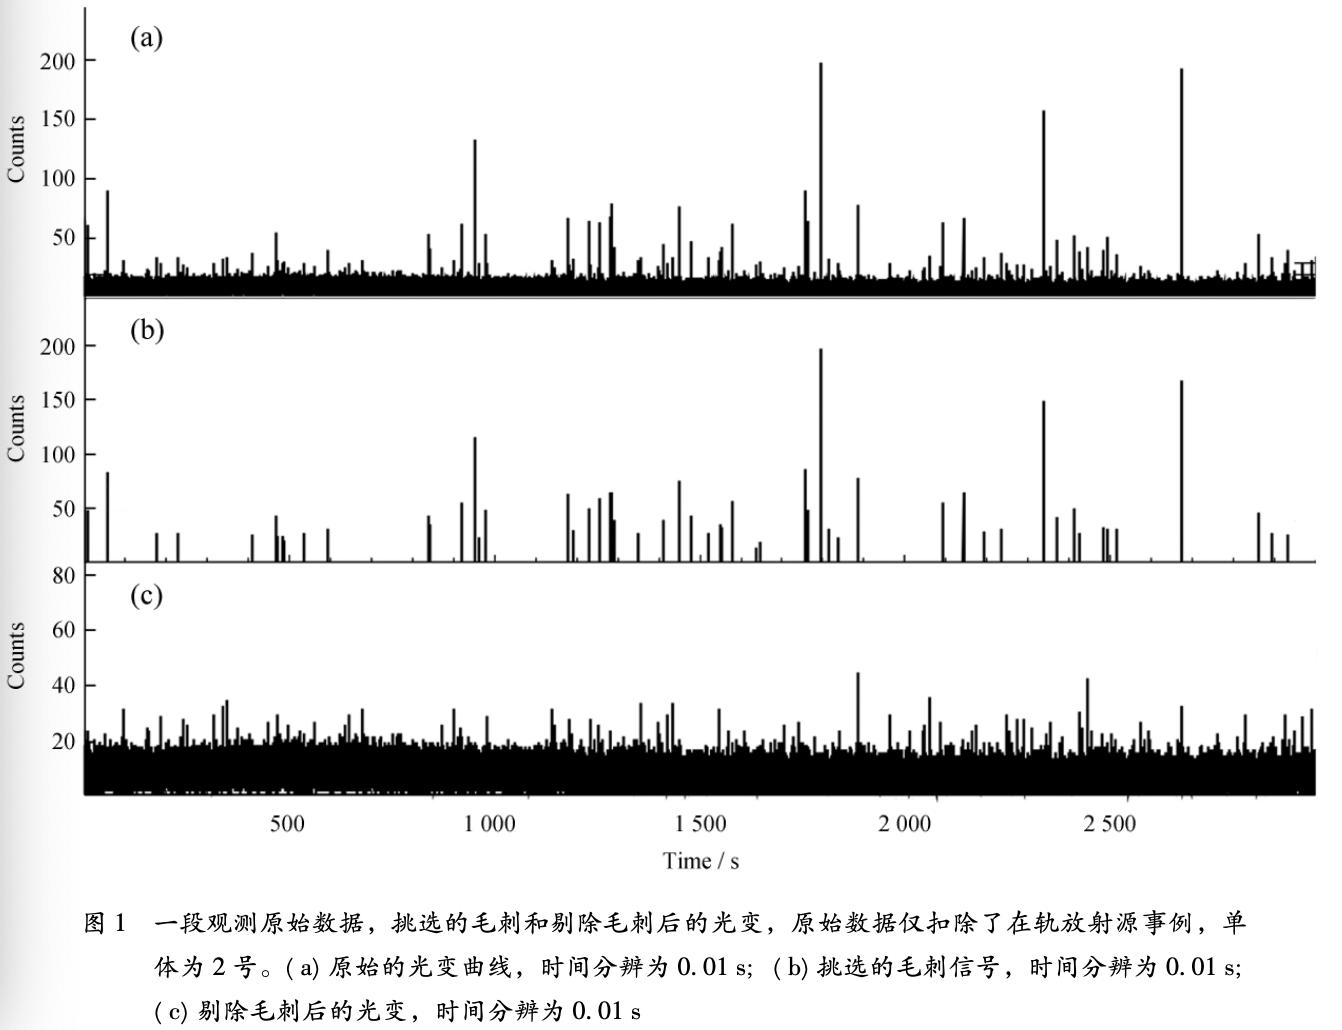 (a)
200
150
100
50
Counts
(b)
200
150
100
50
Counts
(c)
80
60
40
20
Counts
500 1 000 1 500 2 000 2 500
Time / s
图 1 一段观测原始数据，挑选的毛刺和剔除毛刺后的光变，原始数据仅扣除了在轨放射源事例，单
体为 2 号。(a) 原始的光变曲线，时间分辨为 0.01 s; (b) 挑选的毛刺信号，时间分辨为 0.01 s;
(c) 剔除毛刺后的光变，时间分辨为 0.01 s